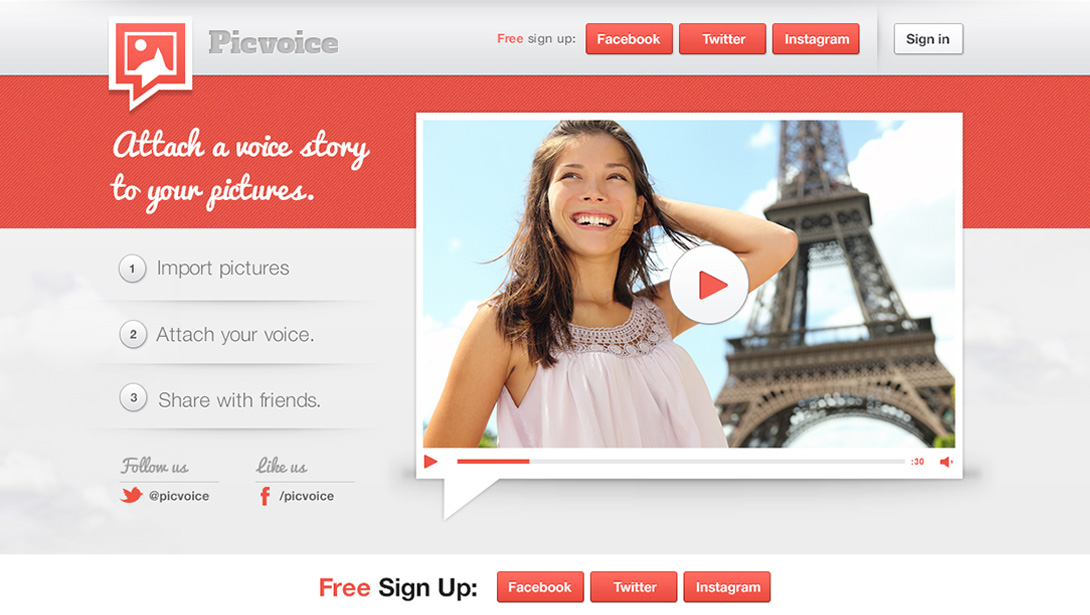 Picvoice
Free sign up:
Facebook
Twitter
Instagram
Sign in
Attach a voice story
to your pictures.
1 Import pictures
2 Attach your voice.
3 Share with friends.
Follow us
@picvoice
Like us
/picvoice
:30
Free Sign Up:
Facebook
Twitter
Instagram